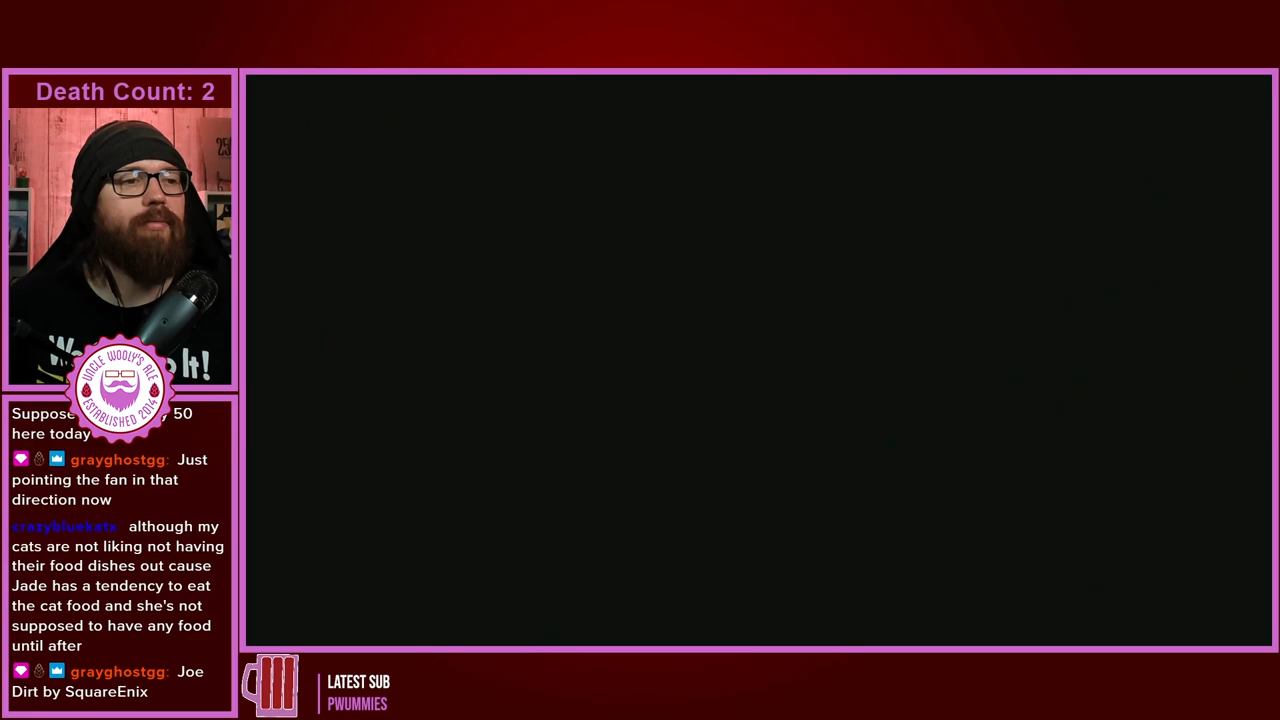 Death Count: 2
25
UNCLE WOOLY'S ALE
ESTABLISHED 2014
It!
Suppose 50
here today
grayghostgg: Just
pointing the fan in that
direction now
crazybluekatx although my
cats are not liking not having
their food dishes out cause
Jade has a tendency to eat
the cat food and she's not
supposed to have any food
until after
grayghostgg: Joe
Dirt by SquareEnix
LATEST SUB
PWUMMIES